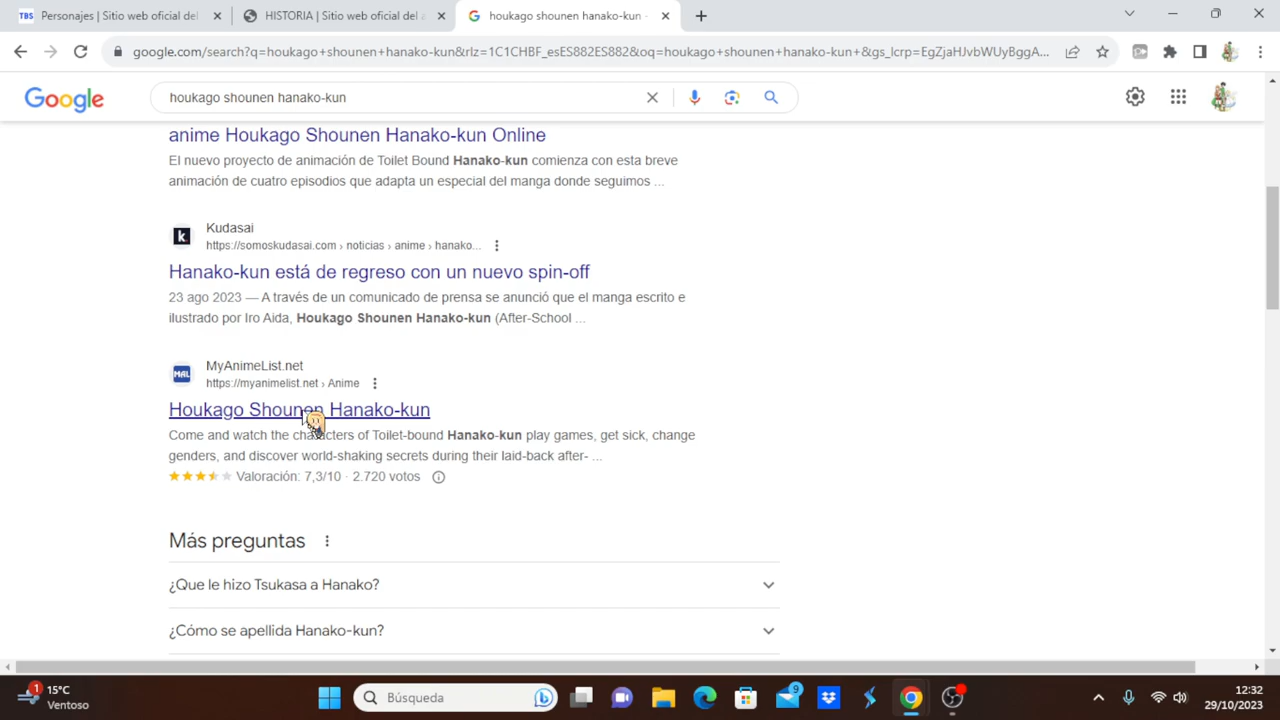 Personajes | Sitio web oficial del
HISTORIA | Sitio web oficial del a
houkago shounen hanako-kun -
google.com/search?q=houkago+shounen+hanako-kun&rlz=1C1CHBF_esES882ES882&oq=houkago+shounen+hanako-kun+&gs_lcrp=EgZjaHJvbWUyBggA...
Google
houkago shounen hanako-kun
anime Houkago Shounen Hanako-kun Online
El nuevo proyecto de animación de Toilet Bound Hanako-kun comienza con esta breve
animación de cuatro episodios que adapta un especial del manga donde seguimos ...
k
Kudasai
https://somoskudasai.com › noticias › anime › hanako...
Hanako-kun está de regreso con un nuevo spin-off
23 ago 2023 — A través de un comunicado de prensa se anunció que el manga escrito e
ilustrado por Iro Aida, Houkago Shounen Hanako-kun (After-School ...
MAL
MyAnimeList.net
https://myanimelist.net › Anime
Houkago Shounen Hanako-kun
Come and watch the characters of Toilet-bound Hanako-kun play games, get sick, change
genders, and discover world-shaking secrets during their laid-back after- ...
Valoración: 7,3/10 · 2.720 votos
Más preguntas
¿Que le hizo Tsukasa a Hanako?
¿Cómo se apellida Hanako-kun?
1
15°C
Ventoso
Búsqueda
9
12:32
29/10/2023